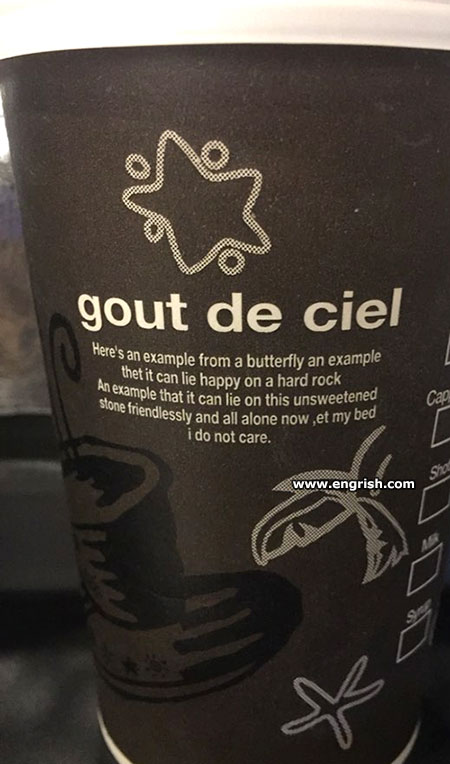 gout de ciel
Here's an example from a butterfly an example
thet it can lie happy on a hard rock
An example that it can lie on this unsweetened
stone friendlessly and all alone now ,et my bed
i do not care.
www.engrish.com
Milk
Syrup